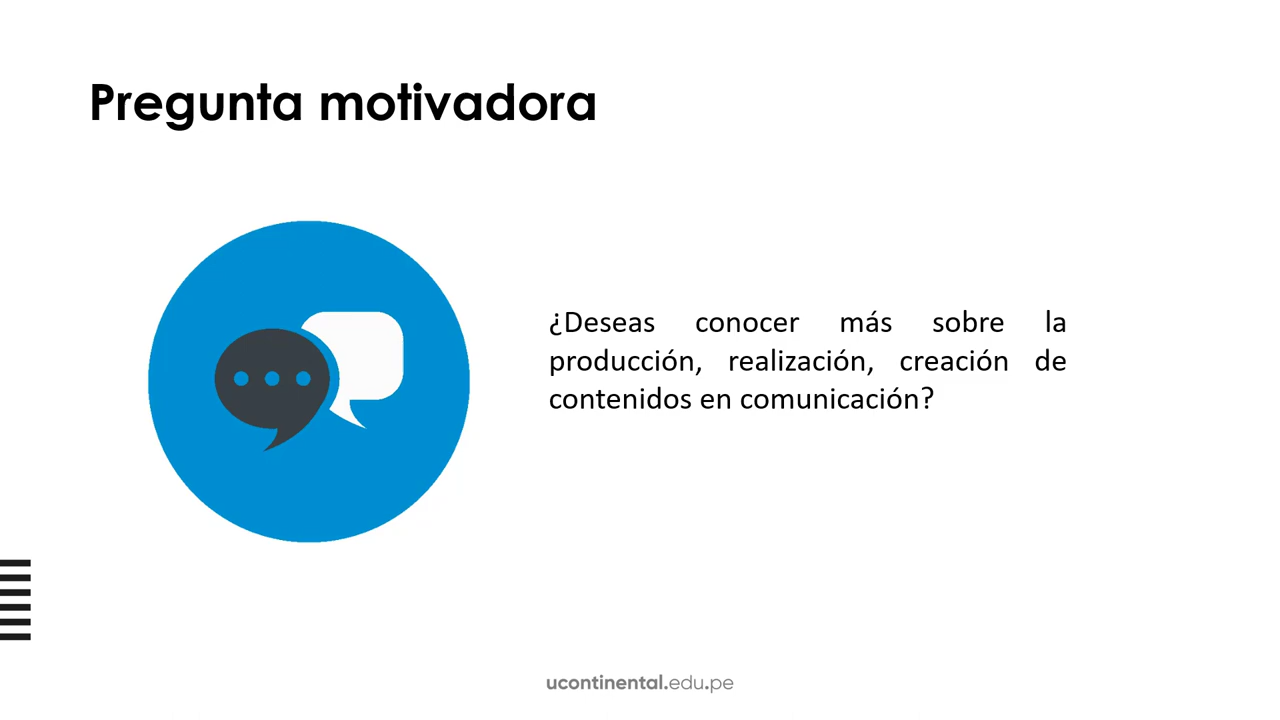 Pregunta motivadora
¿Deseas conocer más sobre la
producción, realización, creación de
contenidos en comunicación?
ucontinental.edu.pe